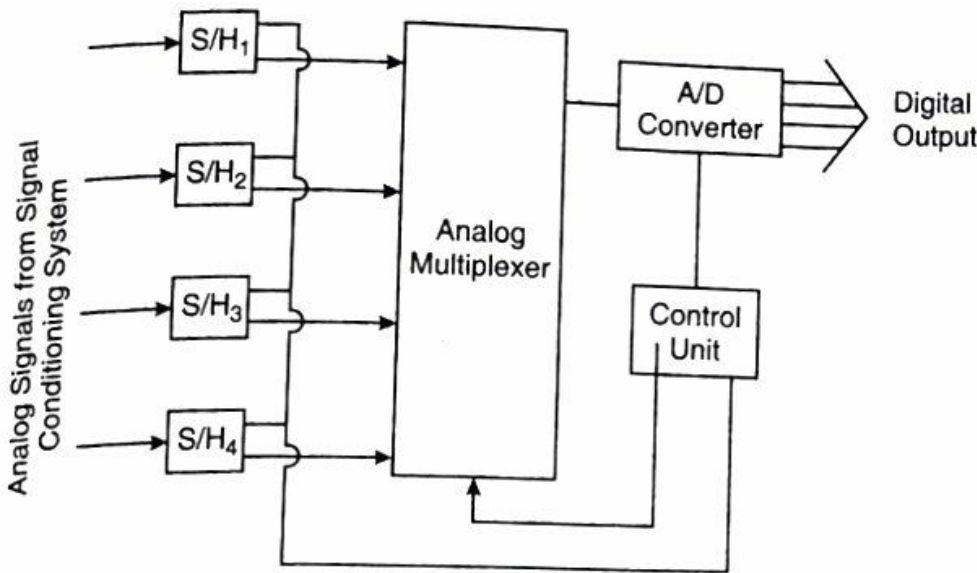 S/H₁
S/H₂
S/H₃
S/H₄
Analog Signals from Signal
Conditioning System
Analog
Multiplexer
A/D
Converter
Digital
Output
Control
Unit